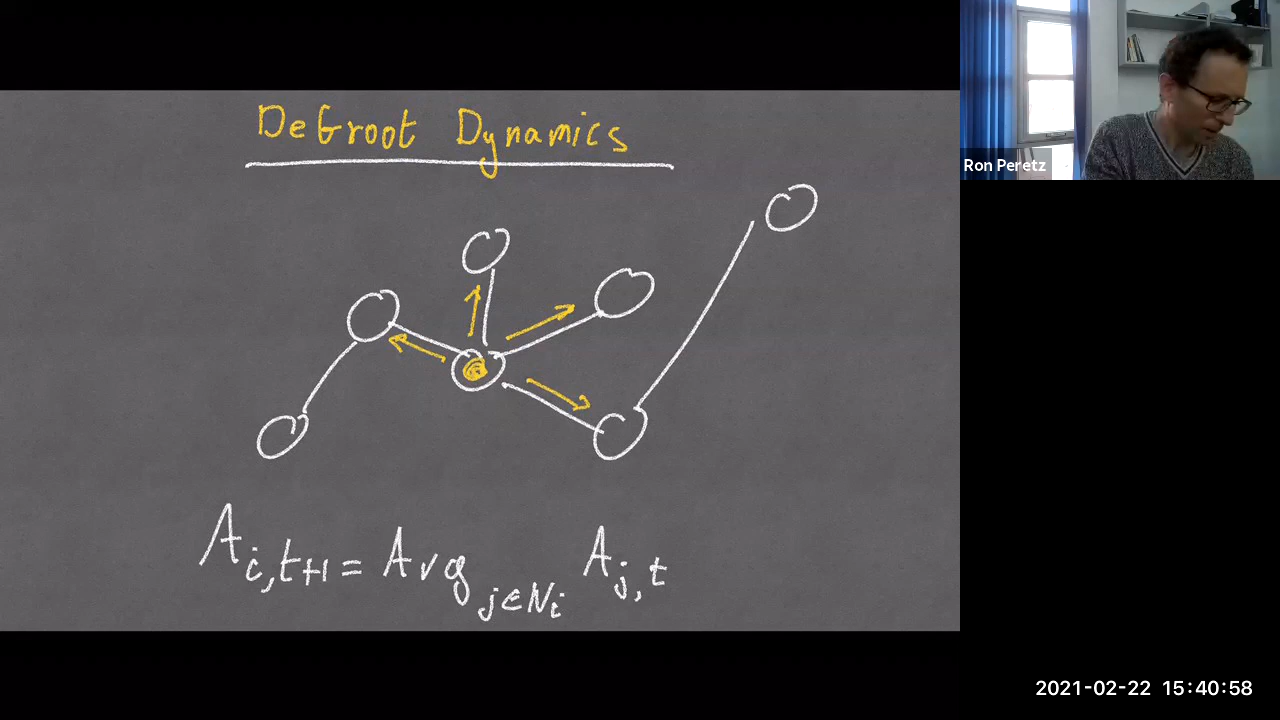 DeGroot Dynamics
A_{i,t+1} = Avg_{j∈N_i} A_{j,t}
Ron Peretz
2021-02-22 15:40:58